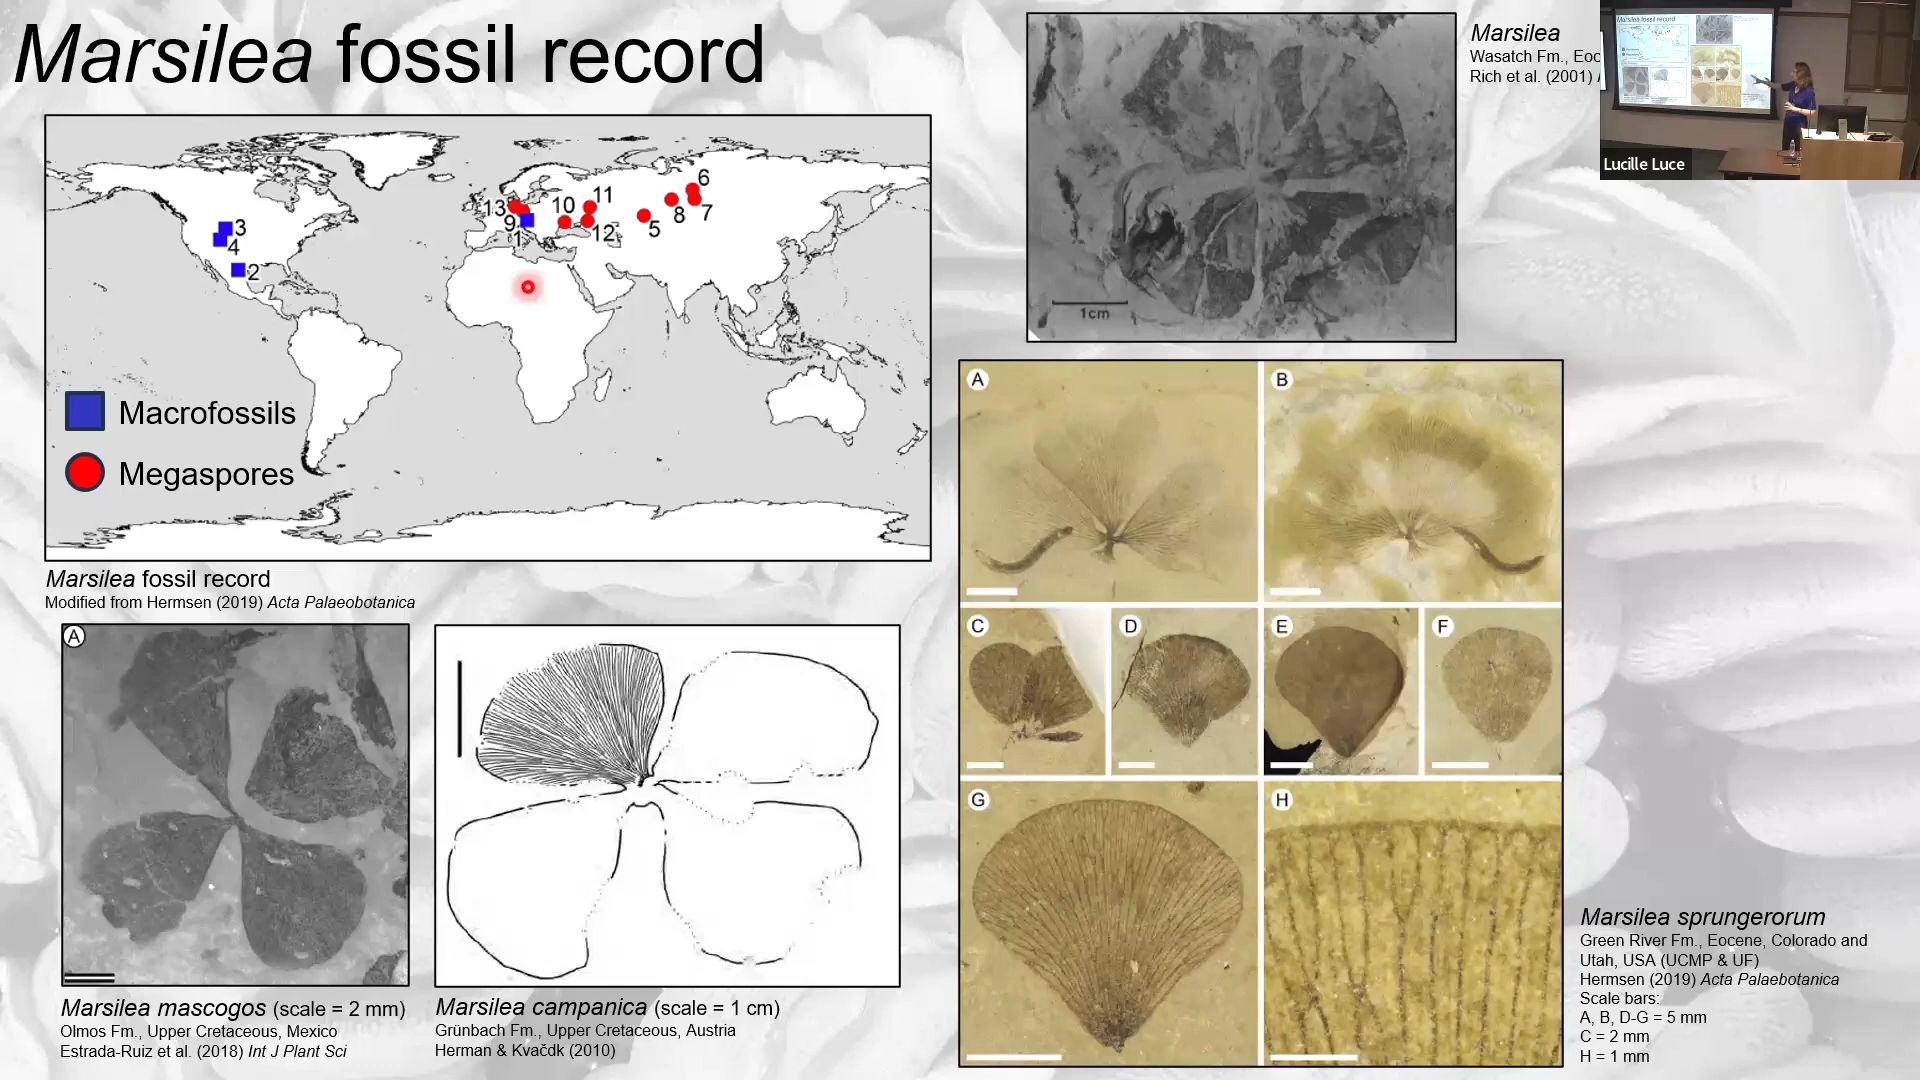 Marsilea fossil record
3
4
2
13
9
1
10
11
12
5
8
6
7
Macrofossils
Megaspores
Marsilea fossil record
Modified from Hermsen (2019) Acta Palaeobotanica
A
Marsilea mascogos (scale = 2 mm)
Olmos Fm., Upper Cretaceous, Mexico
Estrada-Ruiz et al. (2018) Int J Plant Sci
Marsilea campanica (scale = 1 cm)
Grünbach Fm., Upper Cretaceous, Austria
Herman & Kvačdk (2010)
1cm
Marsilea
Wasatch Fm., Eoc
Rich et al. (2001)
Marsilea fossil record
Lucille Luce
A
B
C
D
E
F
G
H
Marsilea sprungerorum
Green River Fm., Eocene, Colorado and
Utah, USA (UCMP & UF)
Hermsen (2019) Acta Palaeobotanica
Scale bars:
A, B, D-G = 5 mm
C = 2 mm
H = 1 mm